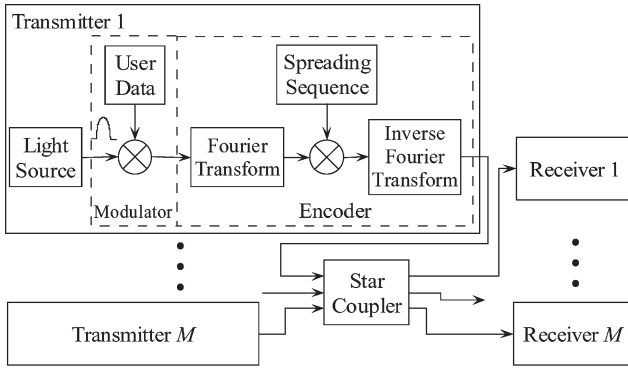 Transmitter 1
User
Data
Spreading
Sequence
Light
Source
Fourier
Transform
Inverse
Fourier
Transform
Modulator
Encoder
Receiver 1
Star
Coupler
Transmitter M
Receiver M